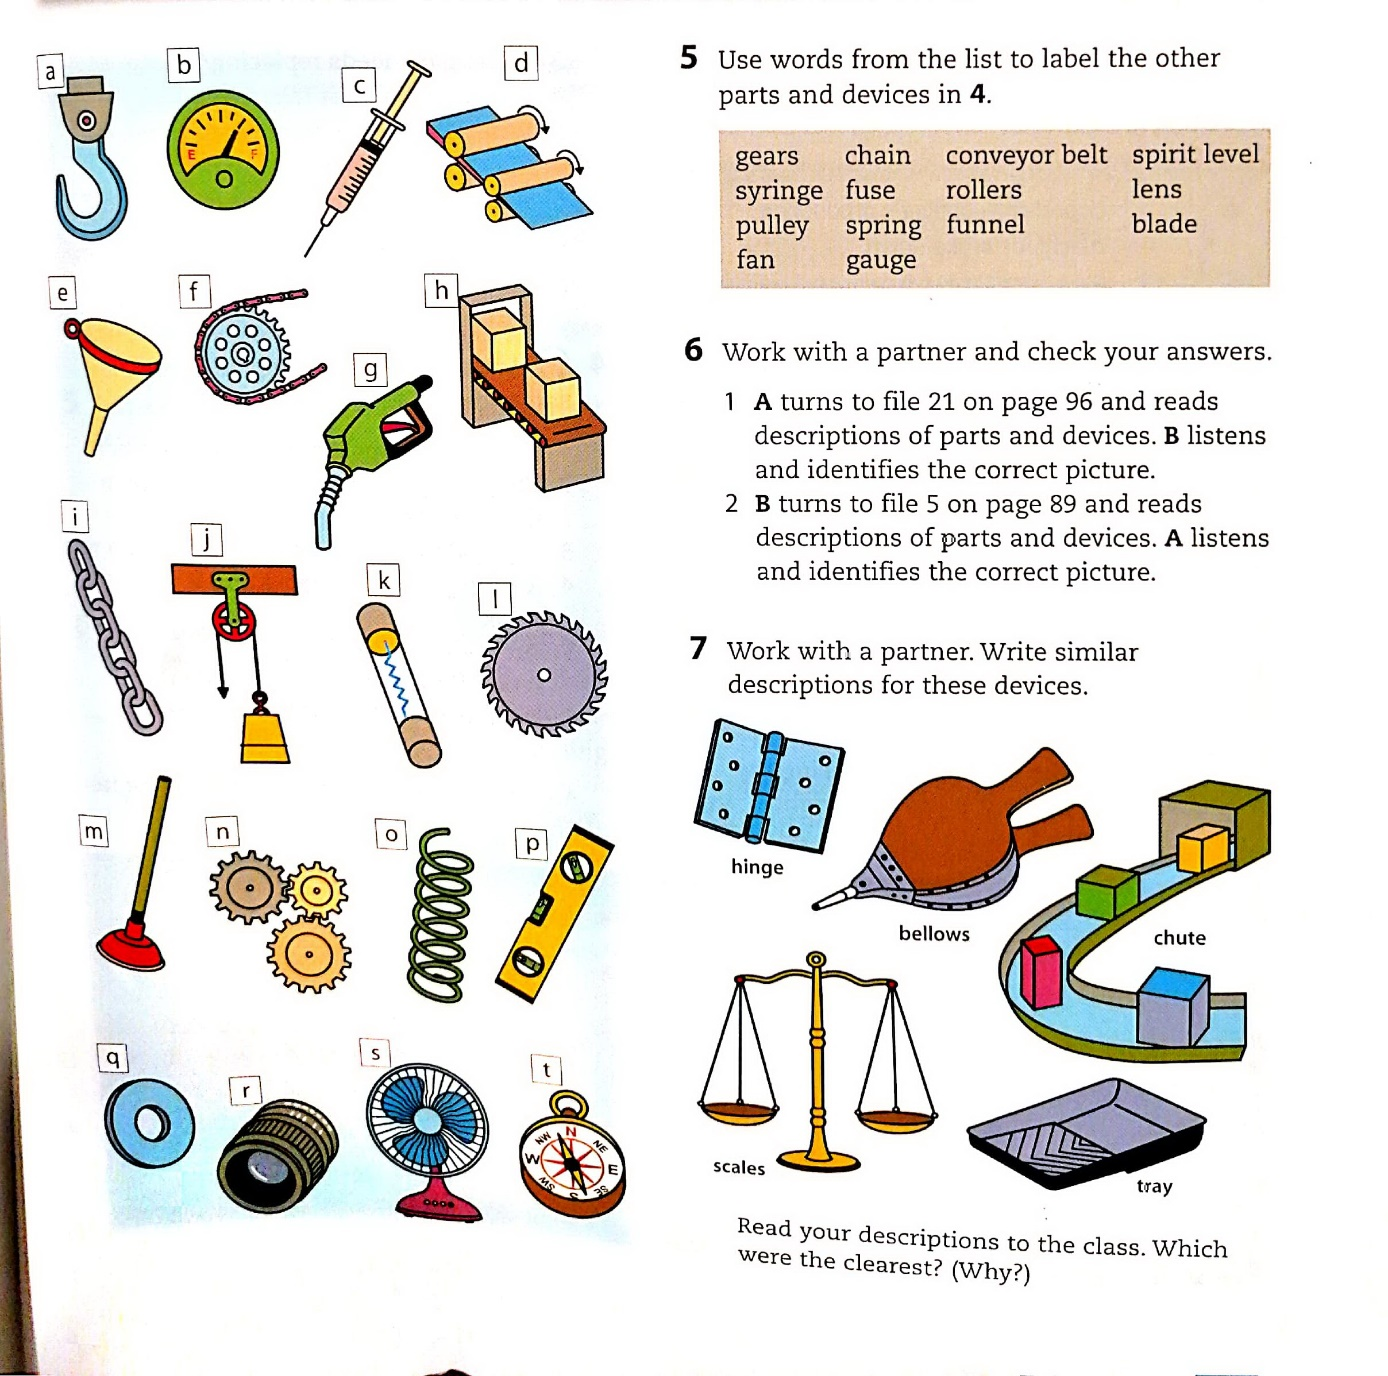 a
b
c
d
E F
e
f
g
h
i
j
k
l
m
n
o
p
q
r
s
t
N
NE
E
SE
S
SW
W
NW
5 Use words from the list to label the other
parts and devices in 4.
gears chain conveyor belt spirit level
syringe fuse rollers lens
pulley spring funnel blade
fan gauge
6 Work with a partner and check your answers.
1 A turns to file 21 on page 96 and reads
descriptions of parts and devices. B listens
and identifies the correct picture.
2 B turns to file 5 on page 89 and reads
descriptions of parts and devices. A listens
and identifies the correct picture.
7 Work with a partner. Write similar
descriptions for these devices.
hinge
bellows
chute
scales
tray
Read your descriptions to the class. Which
were the clearest? (Why?)